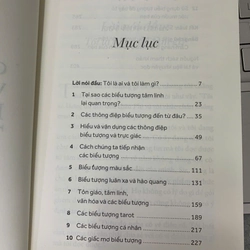 Mục lục
Lời nói đầu: Tôi là ai và tôi làm gì? 7
1 Tại sao các biểu tượng tâm linh
lại quan trọng? 23
2 Các thông điệp biểu tượng đến từ đâu? 35
3 Hiểu và vận dụng các thông điệp
biểu tượng và trực giác 49
4 Cách chúng ta tiếp nhận
các biểu tượng 67
5 Biểu tượng màu sắc 111
6 Biểu tượng luân xa và hào quang 131
7 Tôn giáo, tâm linh,
văn hóa và các biểu tượng 159
8 Các biểu tượng tarot 189
9 Các biểu tượng cá nhân 217
10 Các giấc mơ biểu tượng 227